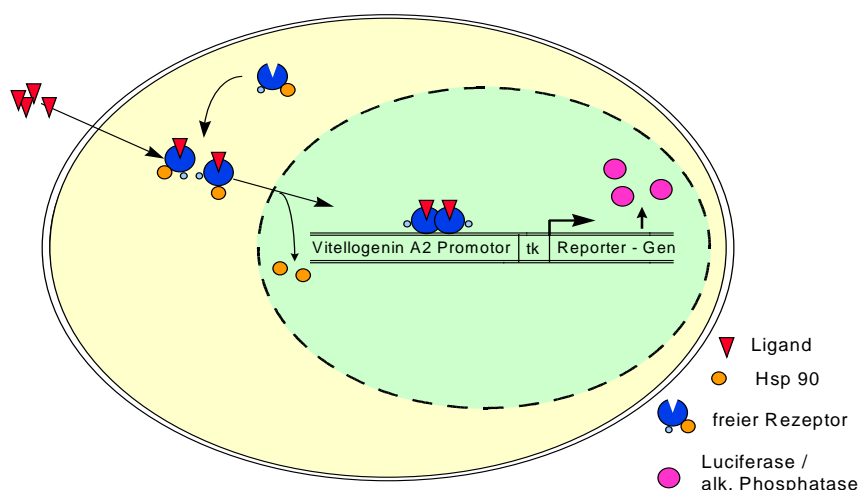 Vitellogenin A2 Promotor tk Reporter - Gen
Ligand
Hsp 90
freier Rezeptor
Luciferase /
alk. Phosphatase